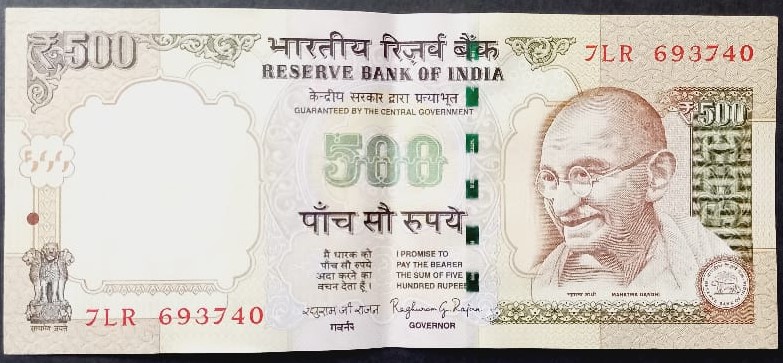 ₹500
भारतीय रिज़र्व बैंक
7LR 693740
RESERVE BANK OF INDIA
केन्द्रीय सरकार द्वारा प्रत्याभूत
GUARANTEED BY THE CENTRAL GOVERNMENT
₹500
500
पाँच सौ रुपये
मैं धारक को
पाँच सौ रुपये
अदा करने का
वचन देता हूँ ।
I PROMISE TO
PAY THE BEARER
THE SUM OF FIVE
HUNDRED RUPEES
महात्मा गांधी MAHATMA GANDHI
7LR 693740
रघुराम जी राजन Raghuram G. Rajan
गवर्नर GOVERNOR
सत्यमेव जयते